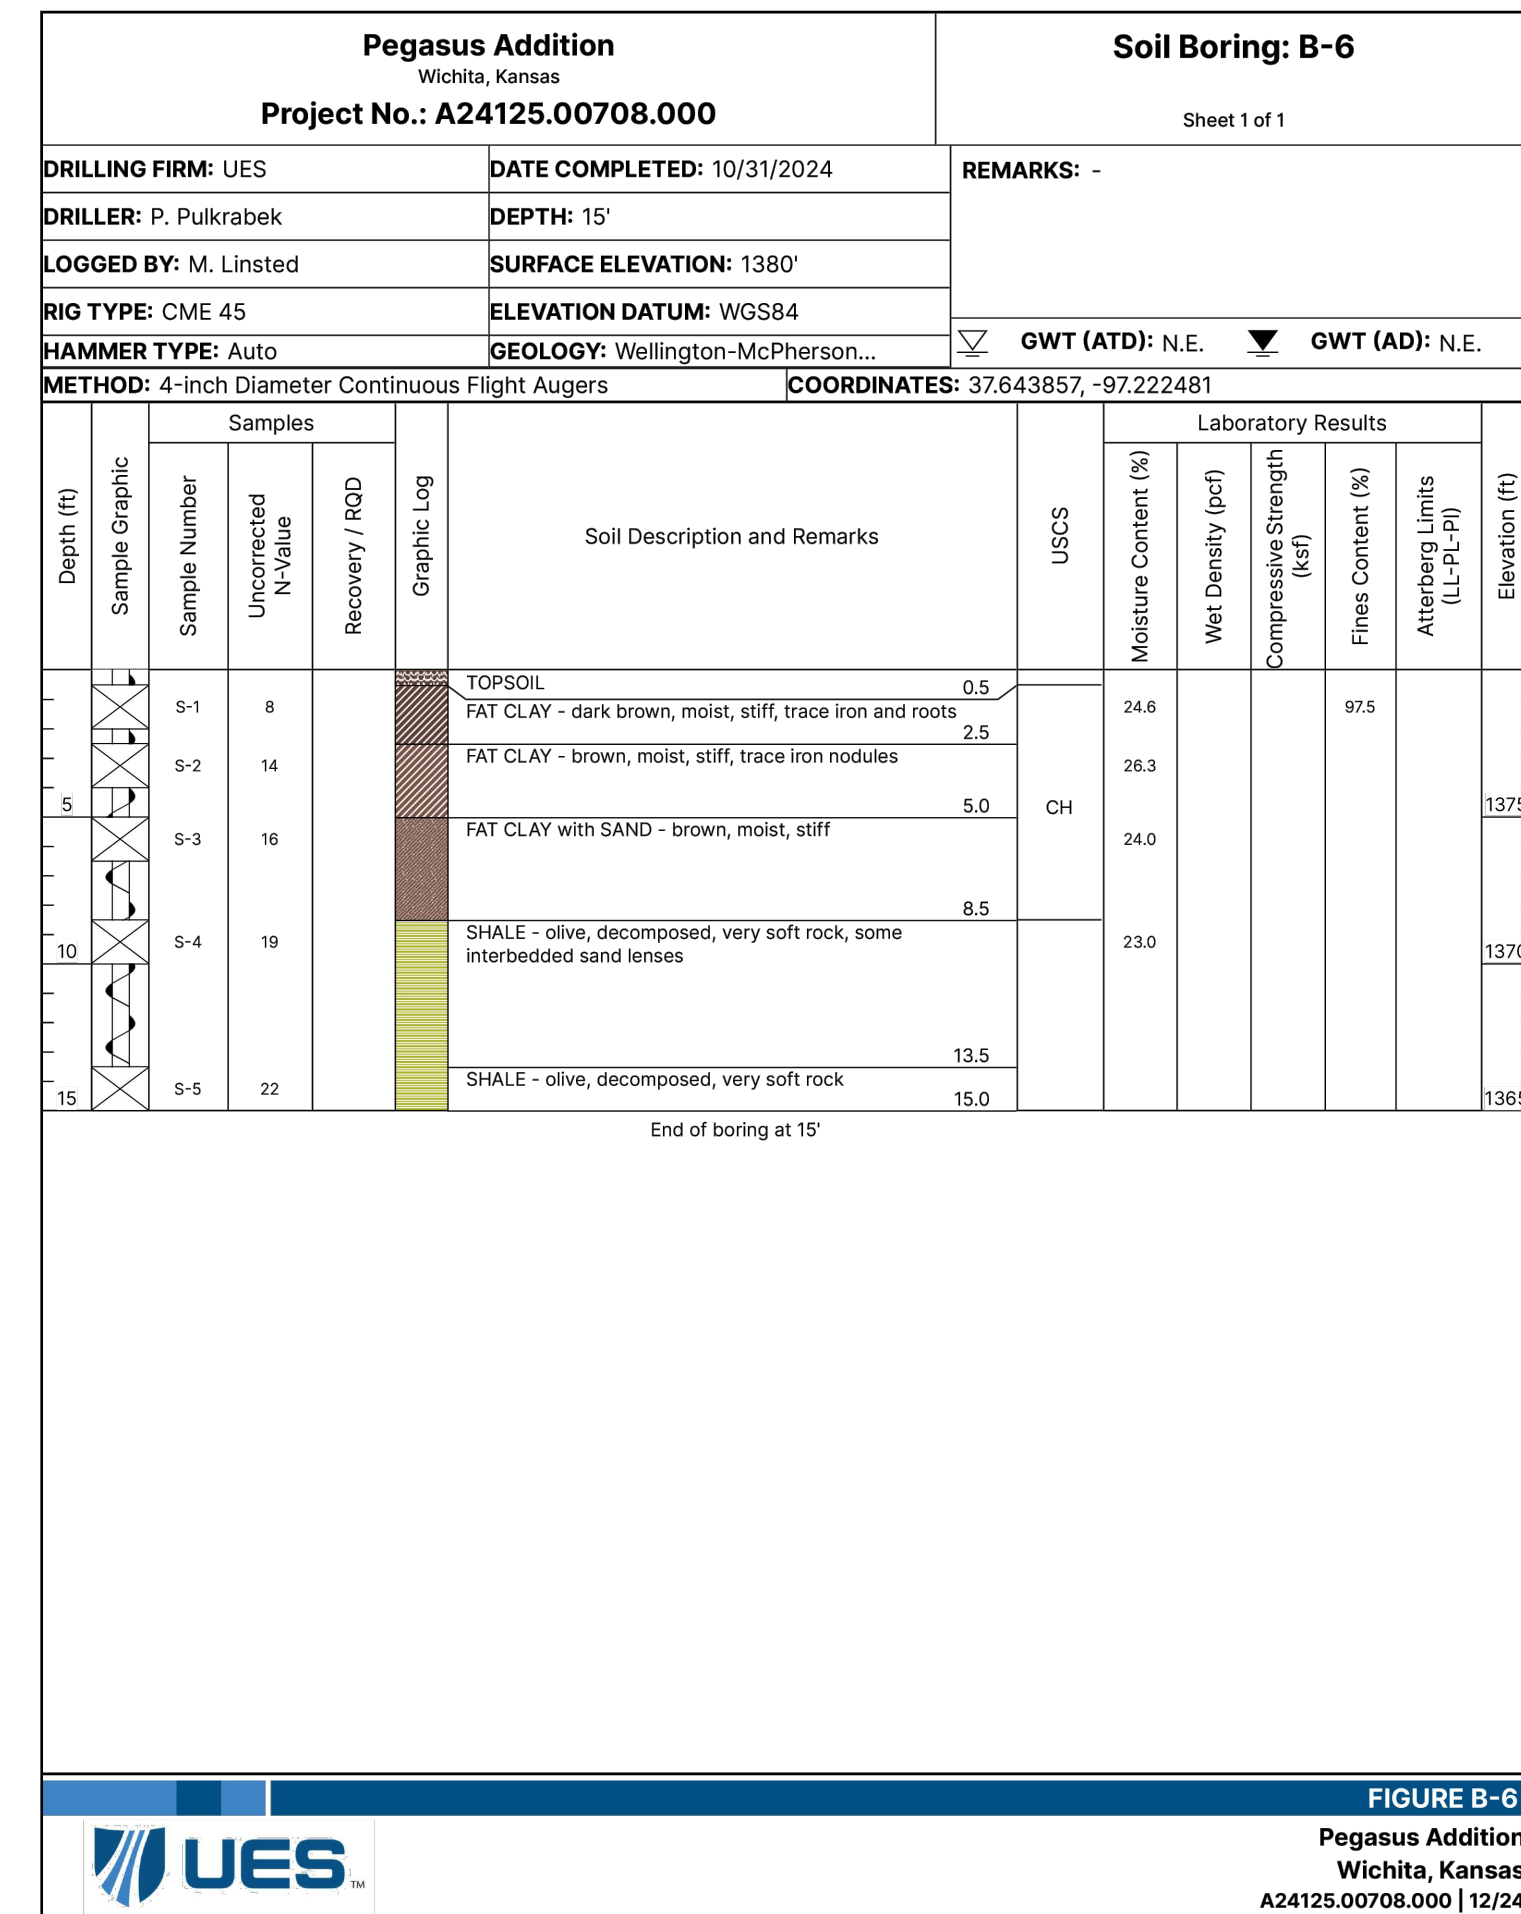 Pegasus Addition
Wichita, Kansas
Project No.: A24125.00708.000
Soil Boring: B-6
Sheet 1 of 1
DRILLING FIRM: UES
DATE COMPLETED: 10/31/2024
REMARKS: -
DRILLER: P. Pulkrabek
DEPTH: 15'
LOGGED BY: M. Linsted
SURFACE ELEVATION: 1380'
RIG TYPE: CME 45
ELEVATION DATUM: WGS84
HAMMER TYPE: Auto
GEOLOGY: Wellington-McPherson...
GWT (ATD): N.E.
GWT (AD): N.E.
METHOD: 4-inch Diameter Continuous Flight Augers
COORDINATES: 37.643857, -97.222481
Depth (ft)
Sample Graphic
Samples
Sample Number
Uncorrected
N-Value
Recovery / RQD
Graphic Log
Soil Description and Remarks
USCS
Laboratory Results
Moisture Content (%)
Wet Density (pcf)
Compressive Strength
(ksf)
Fines Content (%)
Atterberg Limits
(LL-PL-PI)
Elevation (ft)
TOPSOIL 0.5
S-1 8 FAT CLAY - dark brown, moist, stiff, trace iron and roots 24.6 97.5
2.5
S-2 14 FAT CLAY - brown, moist, stiff, trace iron nodules 26.3
5 5.0 CH 1375
S-3 16 FAT CLAY with SAND - brown, moist, stiff 24.0
8.5
S-4 19 SHALE - olive, decomposed, very soft rock, some 23.0
10 interbedded sand lenses 1370
13.5
S-5 22 SHALE - olive, decomposed, very soft rock
15 15.0 1365
End of boring at 15'
FIGURE B-6
Pegasus Addition
Wichita, Kansas
A24125.00708.000 | 12/24
UES TM